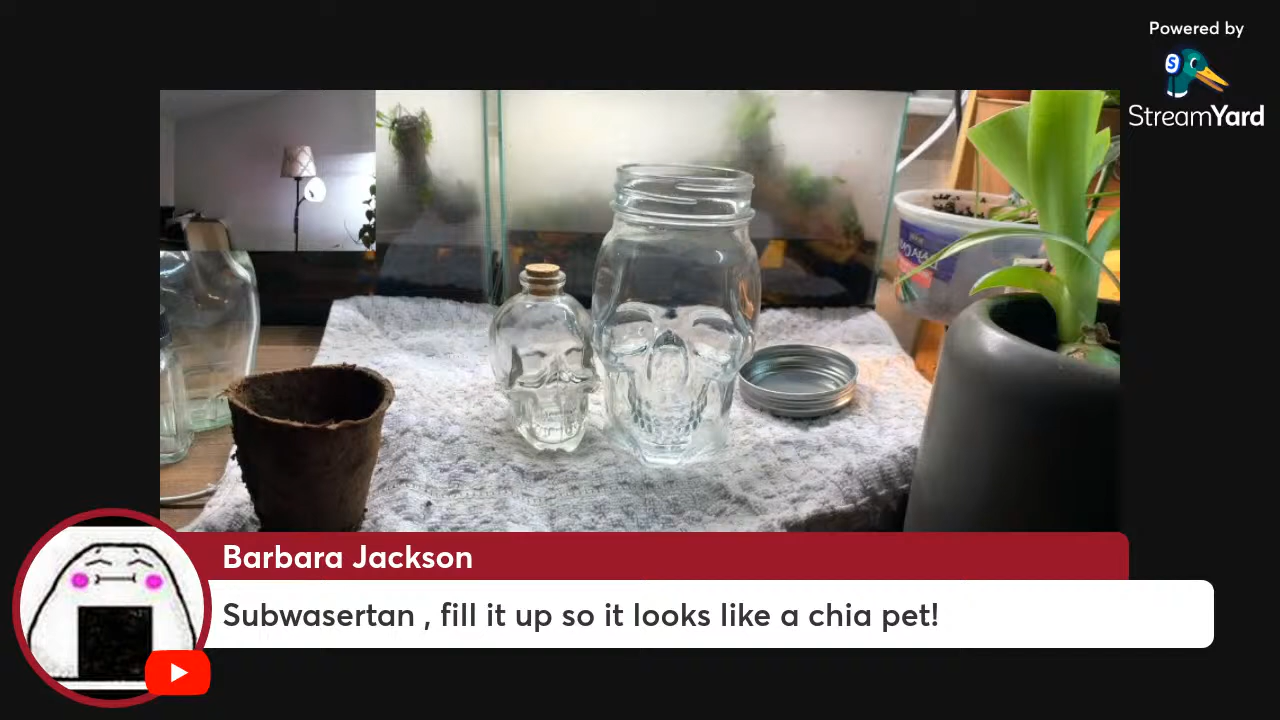 Powered by
S
StreamYard
Barbara Jackson
Subwasertan , fill it up so it looks like a chia pet!